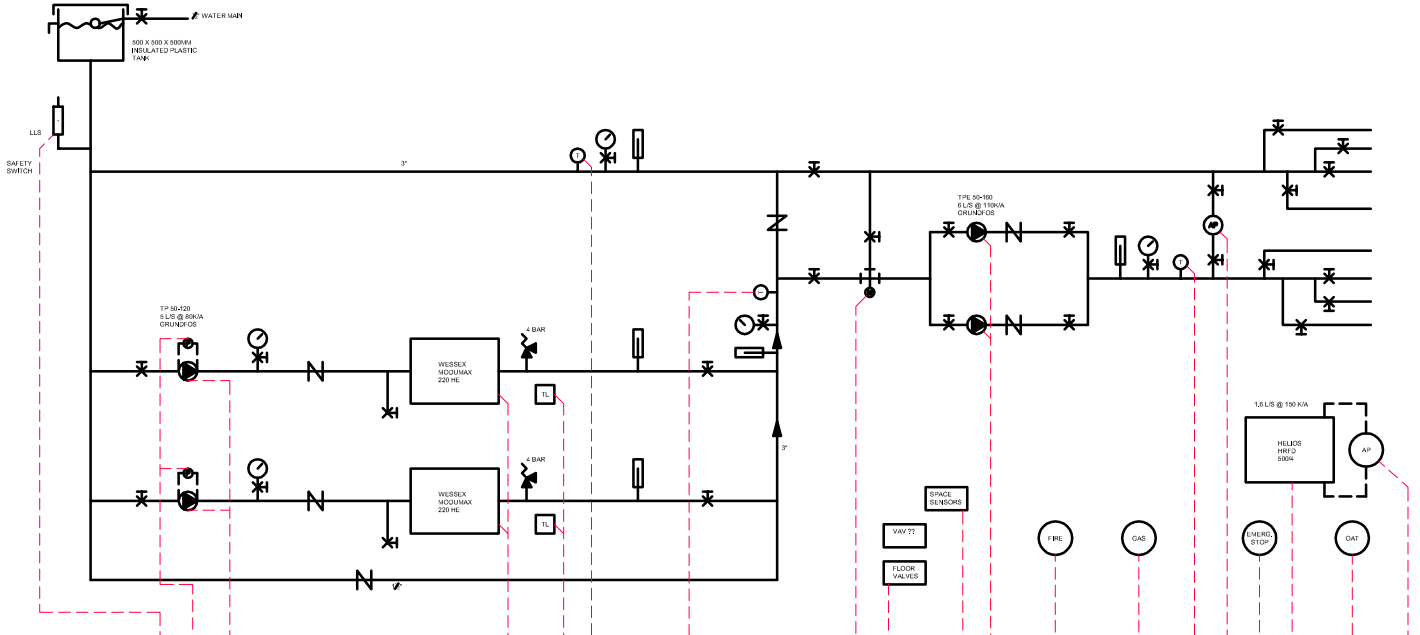 WATER MAIN
500 X 500 X 500MM
INSULATED PLASTIC
TANK
LLS
SAFETY
SWITCH
3"
T
TPE 50-160
6 L/S @ 110K/A
GRUNDFOS
AP
T
T
TP 50-120
5 L/S @ 80K/A
GRUNDFOS
4 BAR
WESSEX
MODUMAX
220 HE
TL
1,6 L/S @ 150 K/A
HELIOS
HRFD
500/4
AP
3"
4 BAR
WESSEX
MODUMAX
220 HE
TL
SPACE
SENSORS
VAV ??
FLOOR
VALVES
FIRE
GAS
EMERG.
STOP
OAT